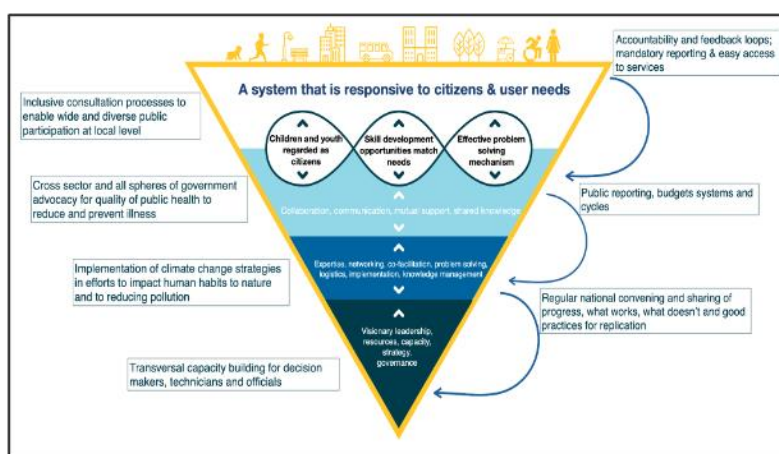 Accountability and feedback loops;
mandatory reporting & easy access
to services
A system that is responsive to citizens & user needs
Inclusive consultation processes to
enable wide and diverse public
participation at local level
Children and youth
regarded as
citizens
Skill development
opportunities match
needs
Effective problem
solving
mechanism
Cross sector and all spheres of government
advocacy for quality of public health to
reduce and prevent illness
Collaboration, communication, mutual support, shared knowledge
Public reporting, budgets systems and
cycles
Implementation of climate change strategies
in efforts to impact human habits to nature
and to reducing pollution
Expertise, networking, co-facilitation, problem solving,
logistics, implementation, knowledge management
Regular national convening and sharing of
progress, what works, what doesn't and good
practices for replication
Visionary leadership,
resources, capacity,
strategy,
governance
Transversal capacity building for decision
makers, technicians and officials